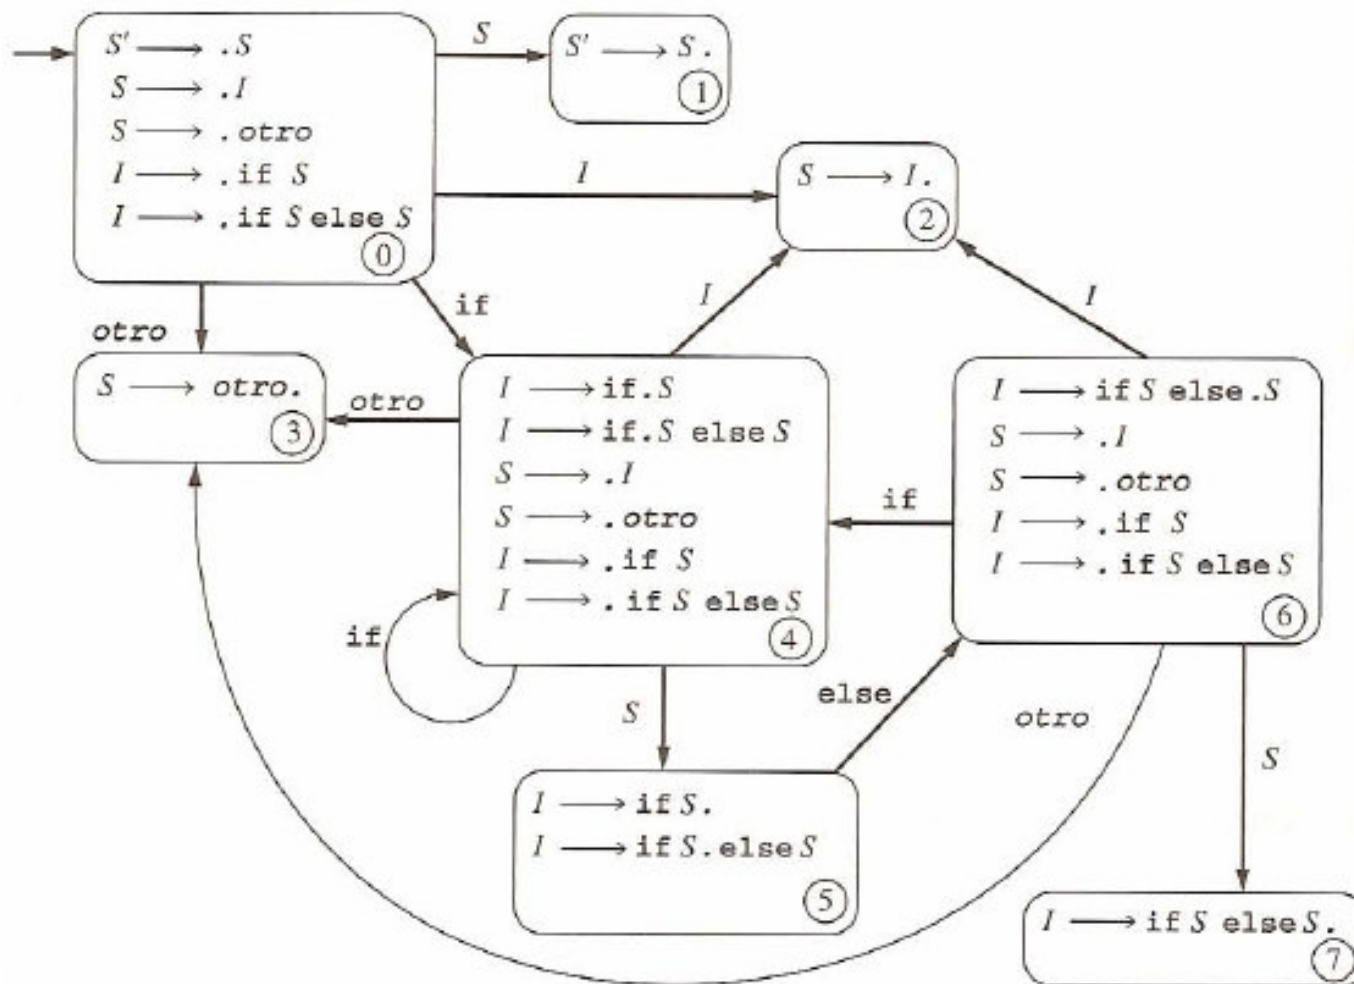 S' ⟶ .S
S ⟶ .I
S ⟶ .otro
I ⟶ .if S
I ⟶ .if S else S
0
S
S' ⟶ S.
1
I
S ⟶ I.
2
otro
if
I
I
S ⟶ otro.
3
otro
I ⟶ if.S
I ⟶ if.S else S
S ⟶ .I
S ⟶ .otro
I ⟶ .if S
I ⟶ .if S else S
4
if
I ⟶ if S else.S
S ⟶ .I
S ⟶ .otro
I ⟶ .if S
I ⟶ .if S else S
6
if
S
else
otro
S
I ⟶ if S.
I ⟶ if S.else S
5
I ⟶ if S else S.
7